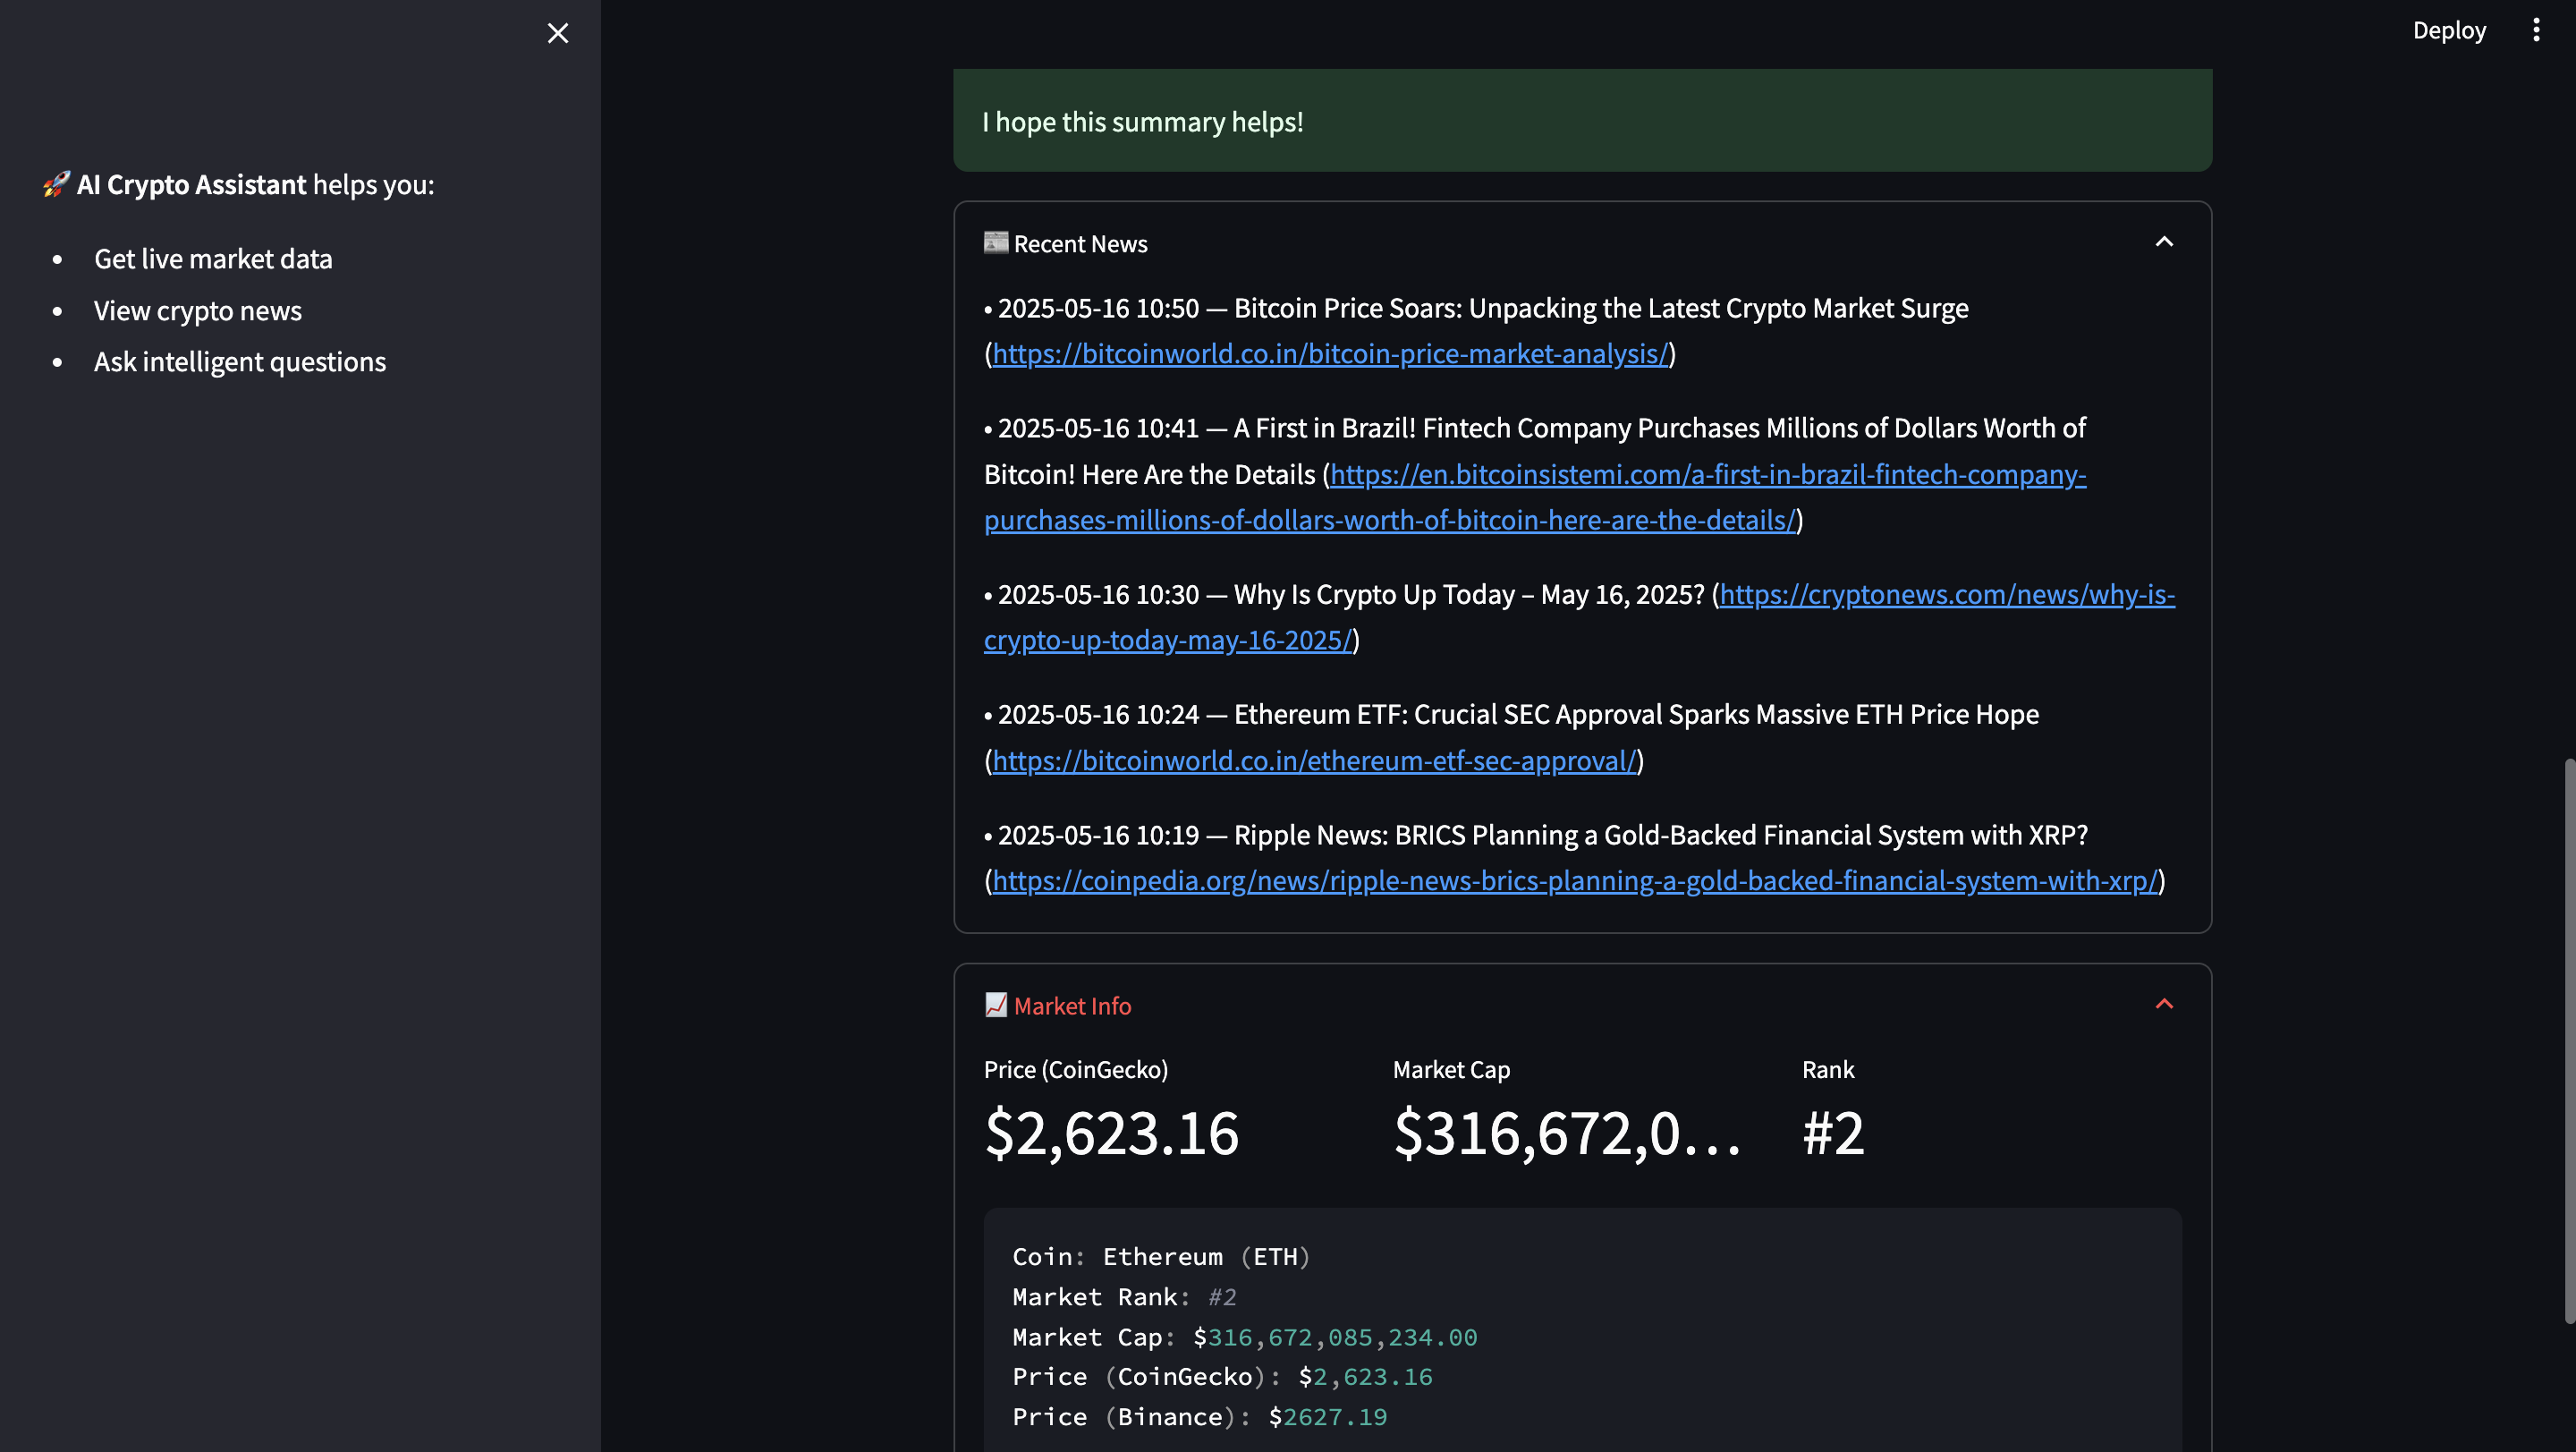 Deploy
🚀 AI Crypto Assistant helps you:
• Get live market data
• View crypto news
• Ask intelligent questions
I hope this summary helps!
📰 Recent News
• 2025-05-16 10:50 — Bitcoin Price Soars: Unpacking the Latest Crypto Market Surge
(https://bitcoinworld.co.in/bitcoin-price-market-analysis/)
• 2025-05-16 10:41 — A First in Brazil! Fintech Company Purchases Millions of Dollars Worth of
Bitcoin! Here Are the Details (https://en.bitcoinsistemi.com/a-first-in-brazil-fintech-company-
purchases-millions-of-dollars-worth-of-bitcoin-here-are-the-details/)
• 2025-05-16 10:30 — Why Is Crypto Up Today – May 16, 2025? (https://cryptonews.com/news/why-is-
crypto-up-today-may-16-2025/)
• 2025-05-16 10:24 — Ethereum ETF: Crucial SEC Approval Sparks Massive ETH Price Hope
(https://bitcoinworld.co.in/ethereum-etf-sec-approval/)
• 2025-05-16 10:19 — Ripple News: BRICS Planning a Gold-Backed Financial System with XRP?
(https://coinpedia.org/news/ripple-news-brics-planning-a-gold-backed-financial-system-with-xrp/)
📈 Market Info
Price (CoinGecko) Market Cap Rank
$2,623.16 $316,672,0… #2
Coin: Ethereum (ETH)
Market Rank: #2
Market Cap: $316,672,085,234.00
Price (CoinGecko): $2,623.16
Price (Binance): $2627.19